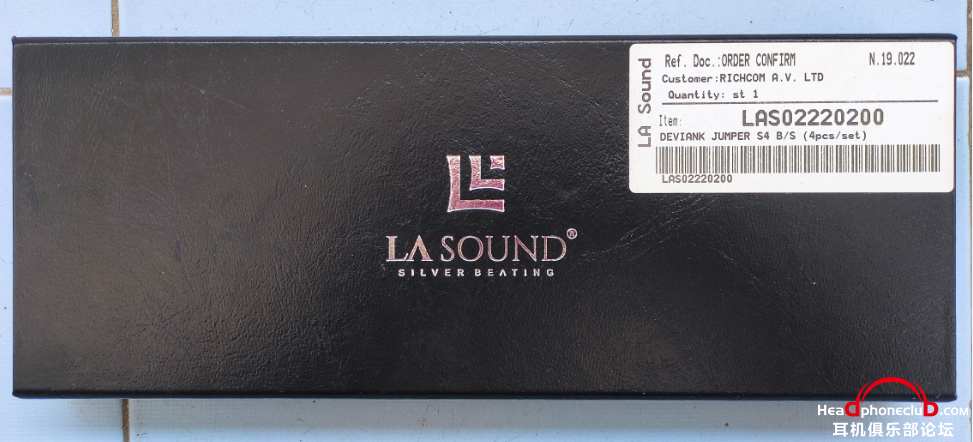 LA SOUND®
SILVER BEATING
LA Sound
Ref. Doc.:ORDER CONFIRM N.19.022
Customer:RICHCOM A.V. LTD
Quantity: st 1
Item: LAS02220200
DEVIANK JUMPER S4 B/S (4pcs/set)
LAS02220200
HeadphoneclubD.com
耳机俱乐部论坛